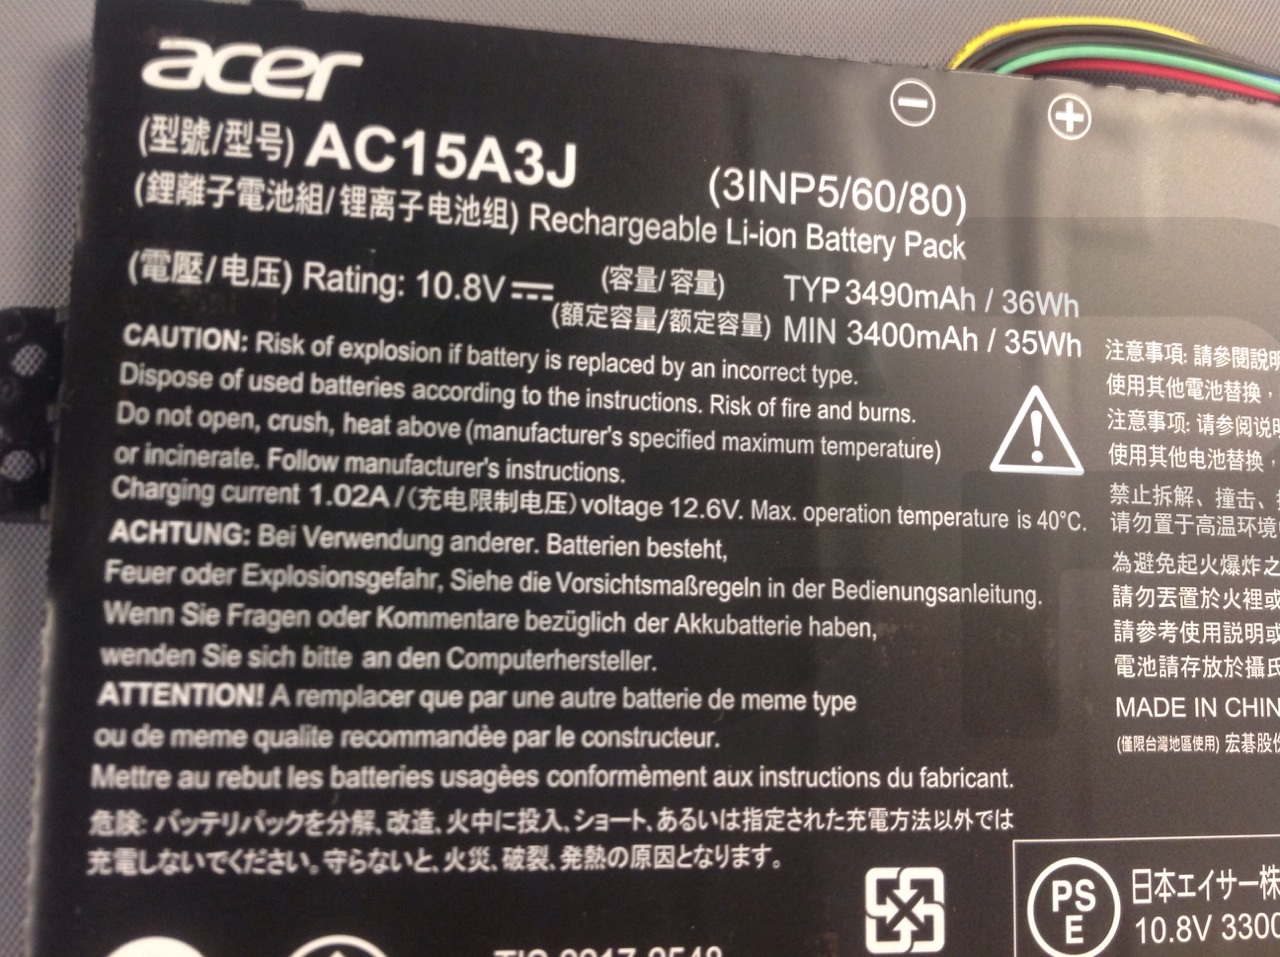 acer
(型號/型号) AC15A3J (3INP5/60/80)
(鋰離子電池組/锂离子电池组) Rechargeable Li-ion Battery Pack
(電壓/电压) Rating: 10.8V (容量/容量) TYP 3490mAh / 36Wh
(額定容量/额定容量) MIN 3400mAh / 35Wh
CAUTION: Risk of explosion if battery is replaced by an incorrect type.
Dispose of used batteries according to the instructions. Risk of fire and burns.
Do not open, crush, heat above (manufacturer's specified maximum temperature)
or incinerate. Follow manufacturer's instructions.
Charging current 1.02A /(充电限制电压)voltage 12.6V. Max. operation temperature is 40°C.
ACHTUNG: Bei Verwendung anderer. Batterien besteht,
Feuer oder Explosionsgefahr, Siehe die Vorsichtsmaßregeln in der Bedienungsanleitung.
Wenn Sie Fragen oder Kommentare bezüglich der Akkubatterie haben,
wenden Sie sich bitte an den Computerhersteller.
ATTENTION! A remplacer que par une autre batterie de meme type
ou de meme qualite recommandèe par le constructeur.
Mettre au rebut les batteries usagèes conformèment aux instructions du fabricant.
危険: バッテリパックを分解、改造、火中に投入、ショート、あるいは指定された充電方法以外では
充電しないでください。守らないと、火災、破裂、発熱の原因となります。
注意事項: 請參閱說明
使用其他電池替換，
注意事项: 请参阅说明
使用其他电池替换，
禁止拆解、撞击、
请勿置于高温环境
為避免起火爆炸之
請勿丟置於火裡或
請參考使用說明或
電池請存放於攝氏
MADE IN CHIN
(僅限台灣地區使用) 宏碁股份
PS
E
日本エイサー株
10.8V 3300